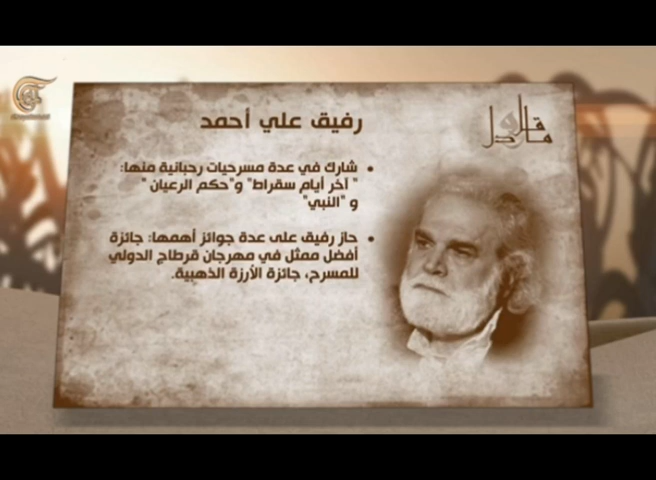 رفيق علي أحمد
ما قل ودل
• شارك في عدة مسرحيات رحبانية منها:
" آخر أيام سقراط" و"حكم الرعيان "
و "النبي"
• حاز رفيق على عدة جوائز أهمها: جائزة
أفضل ممثل في مهرجان قرطاج الدولي
للمسرح، جائزة الأرزة الذهبية.